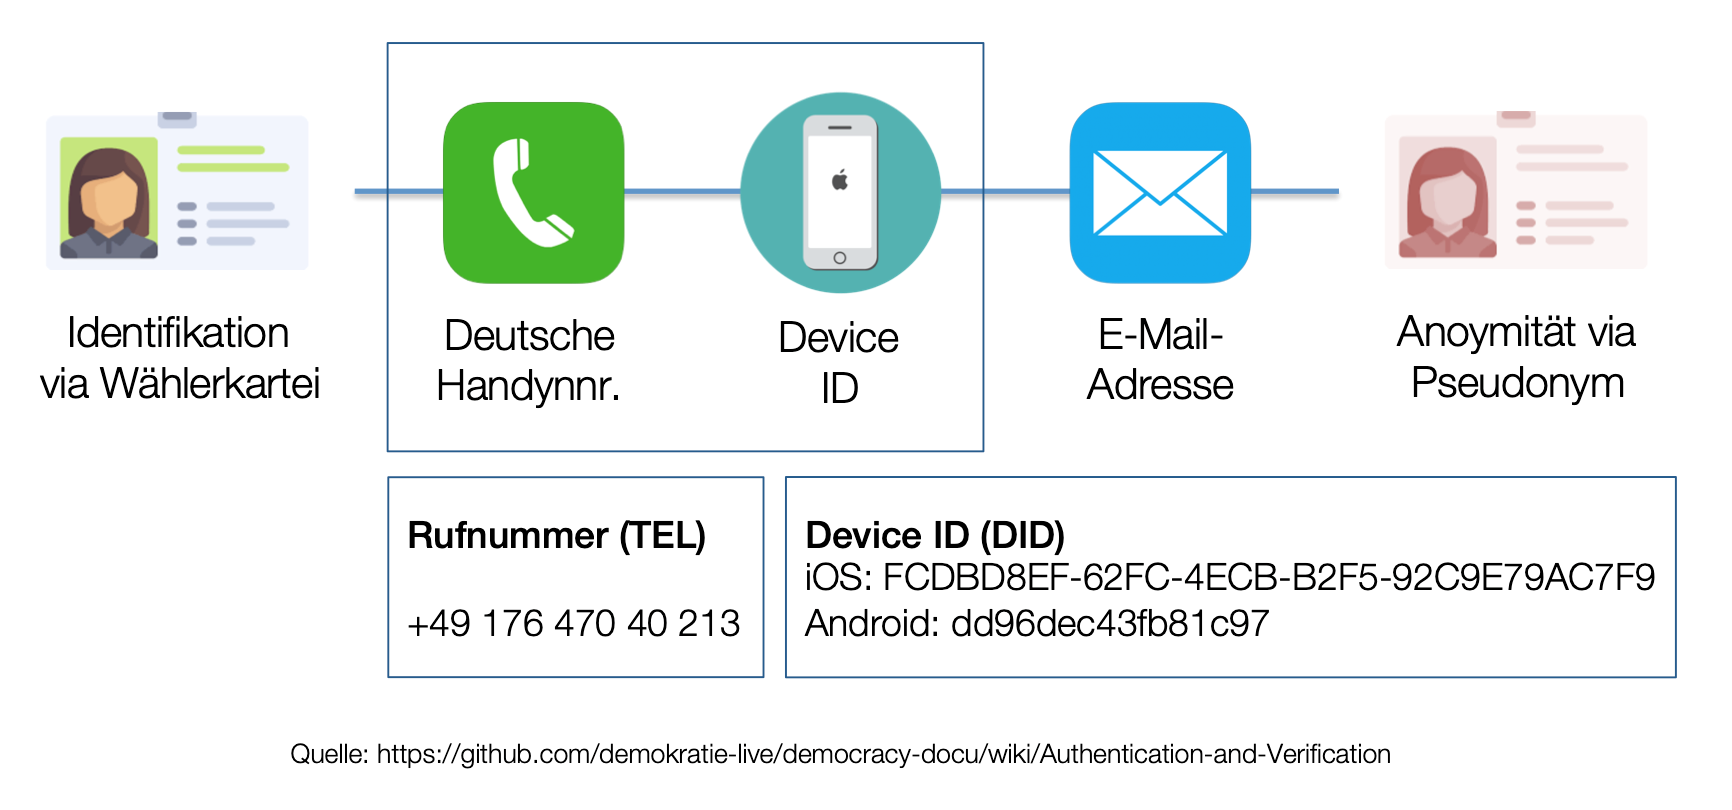 Identifikation
via Wählerkartei
Deutsche
Handynnr.
Device
ID
E-Mail-
Adresse
Anoymität via
Pseudonym
Rufnummer (TEL)
+49 176 470 40 213
Device ID (DID)
iOS: FCDBD8EF-62FC-4ECB-B2F5-92C9E79AC7F9
Android: dd96dec43fb81c97
Quelle: https://github.com/demokratie-live/democracy-docu/wiki/Authentication-and-Verification